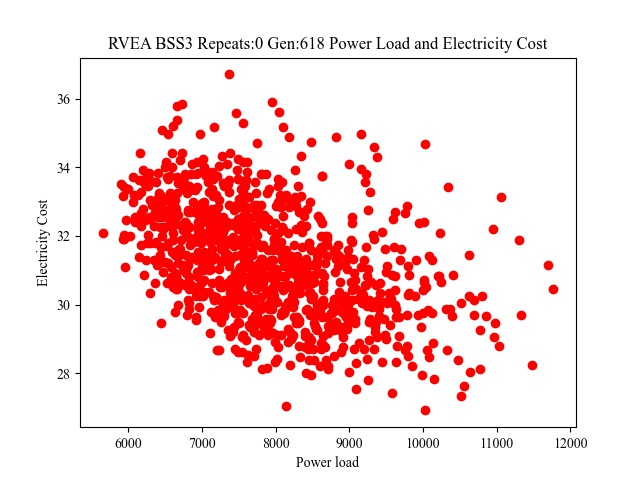 RVEA BSS3 Repeats:0 Gen:618 Power Load and Electricity Cost
Electricity Cost
36
34
32
30
28
6000 7000 8000 9000 10000 11000 12000
Power load